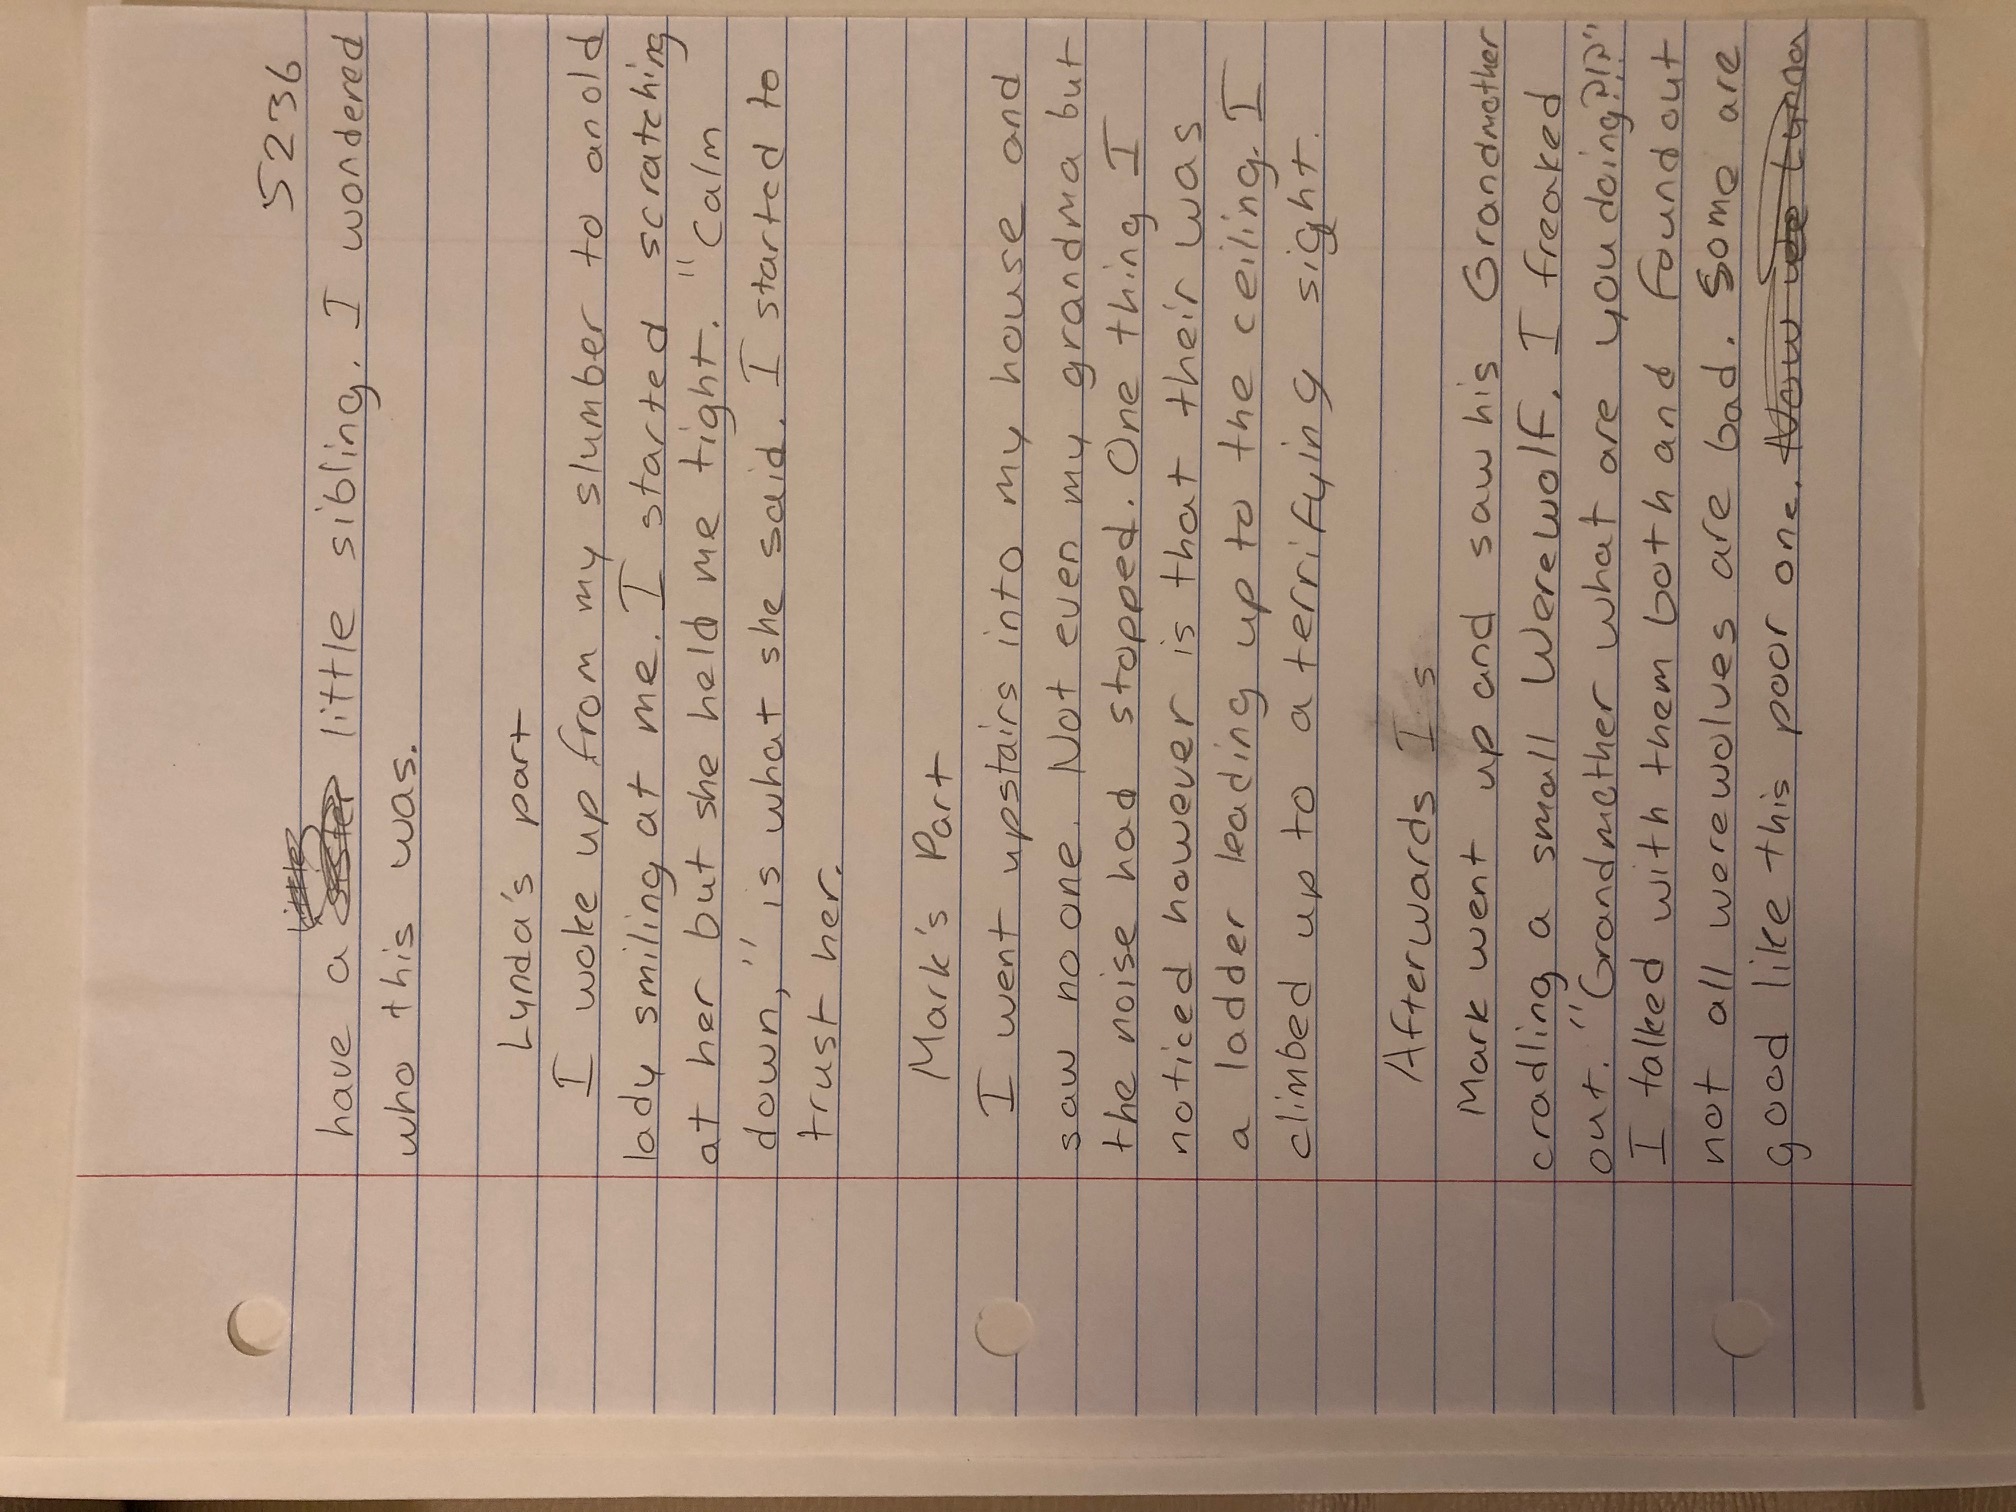 5236
little
have a sister little sibling. I wondered
who this was.
Lynda's part
I woke up from my slumber to an old
lady smiling at me. I started scratching
at her but she held me tight. "Calm
down," is what she said. I started to
trust her.
Mark's Part
I went upstairs into my house and
saw no one. Not even my grandma but
the noise had stopped. One thing I
noticed however is that their was
a ladder leading up to the ceiling. I
climbed up to a terrifying sight.
Afterwards I s
Mark went up and saw his Grandmother
cradling a small Werewolf. I freaked
out. "Grandmother what are you doing?!?"
I talked with them both and found out
not all werewolves are bad. Some are
good like this poor one. Now we Lynda